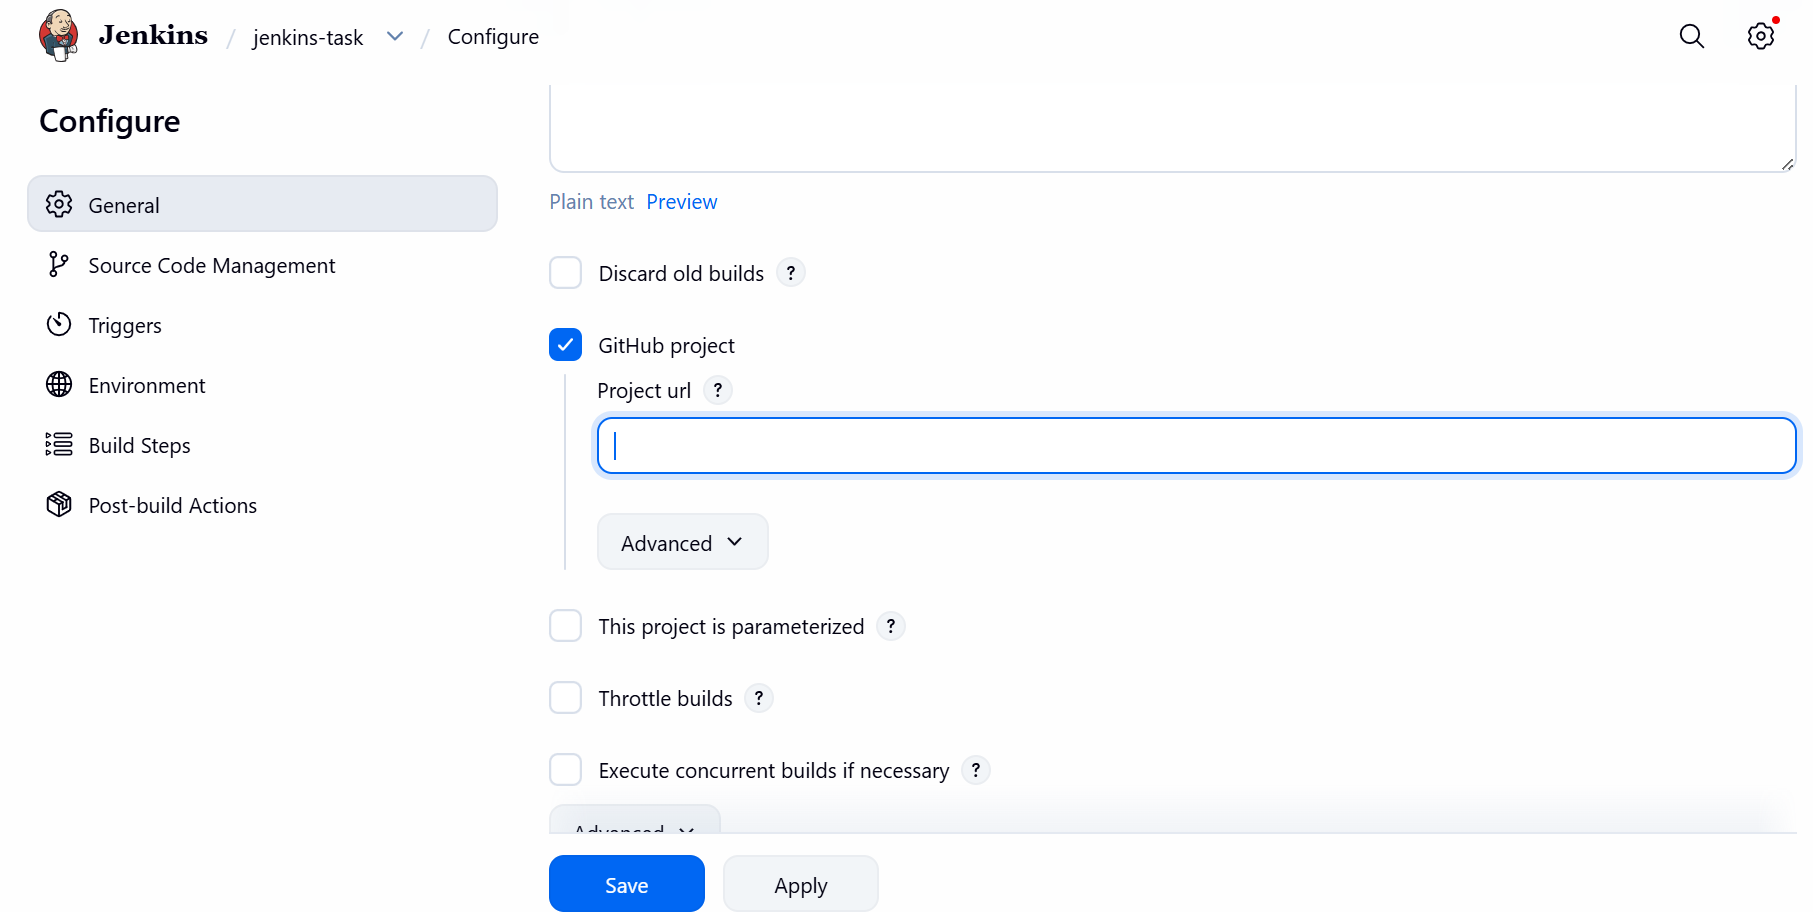 Jenkins / jenkins-task / Configure
Configure
General
Source Code Management
Triggers
Environment
Build Steps
Post-build Actions
Plain text Preview
Discard old builds ?
GitHub project
Project url ?
Advanced
This project is parameterized ?
Throttle builds ?
Execute concurrent builds if necessary ?
Advanced
Save Apply